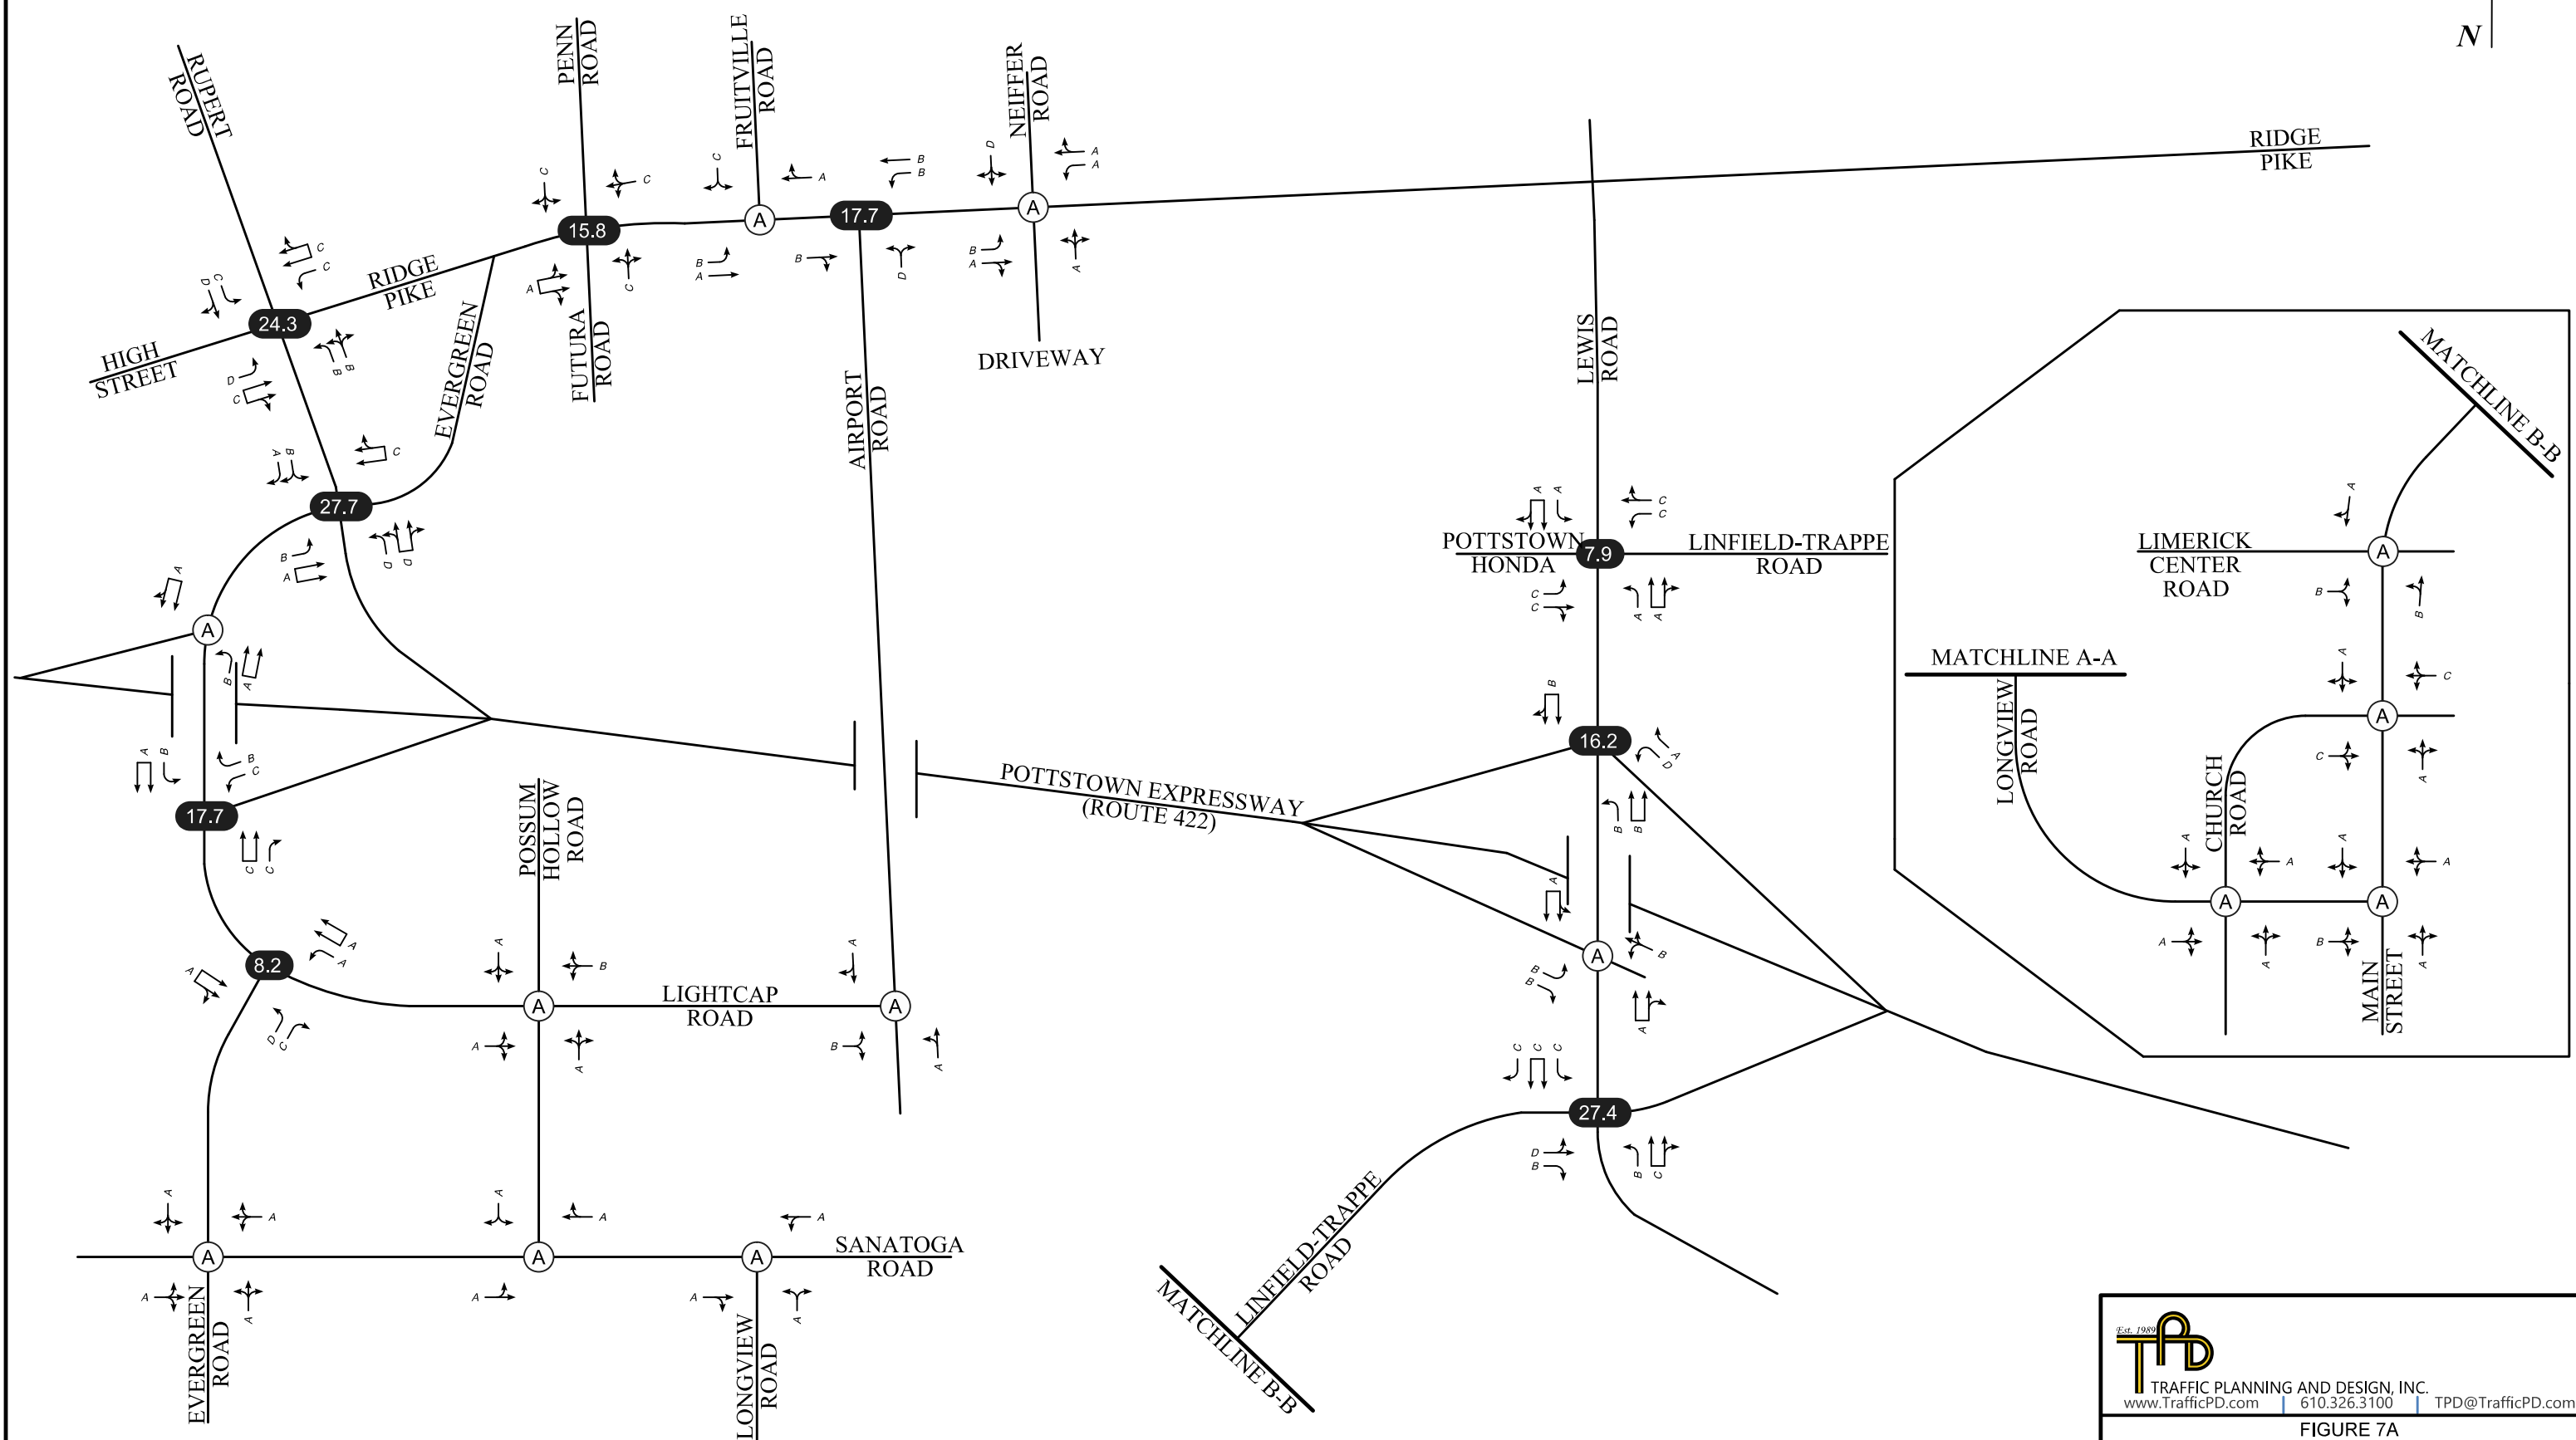 N
RUPERT
ROAD
PENN
ROAD
FRUITVILLE
ROAD
NEIFFER
ROAD
RIDGE
PIKE
C
C
C
A
B
B
D
A
A
15.8
A
17.7
A
A
C
B
A
B
D
B
A
A
C
C
D
C
RIDGE
PIKE
24.3
HIGH
STREET
D
C
B
B
EVERGREEN
ROAD
FUTURA
ROAD
AIRPORT
ROAD
DRIVEWAY
LEWIS
ROAD
A
B
C
27.7
B
A
D
D
A
A
B
A
A
B
B
C
17.7
C
C
A
A
C
C
POTTSTOWN
HONDA
7.9
LINFIELD-TRAPPE
ROAD
C
C
A
A
B
16.2
A
D
B
B
POTTSTOWN EXPRESSWAY
(ROUTE 422)
A
A
B
B
B
A
POSSUM
HOLLOW
ROAD
A
A
8.2
A
D
C
A
B
A
LIGHTCAP
ROAD
A
A
A
A
B
A
C
C
C
27.4
D
B
B
C
LINFIELD-TRAPPE
ROAD
MATCHLINE B-B
A
A
A
A
A
A
A
A
A
A
A
A
A
SANATOGA
ROAD
EVERGREEN
ROAD
LONGVIEW
ROAD
MATCHLINE B-B
A
LIMERICK
CENTER
ROAD
A
B
B
MATCHLINE A-A
LONGVIEW
ROAD
A
C
A
C
A
CHURCH
ROAD
A
A
A
A
A
A
A
A
B
A
MAIN
STREET
Est. 1989
TPD
TRAFFIC PLANNING AND DESIGN, INC.
www.TrafficPD.com | 610.326.3100 | TPD@TrafficPD.com
FIGURE 7A